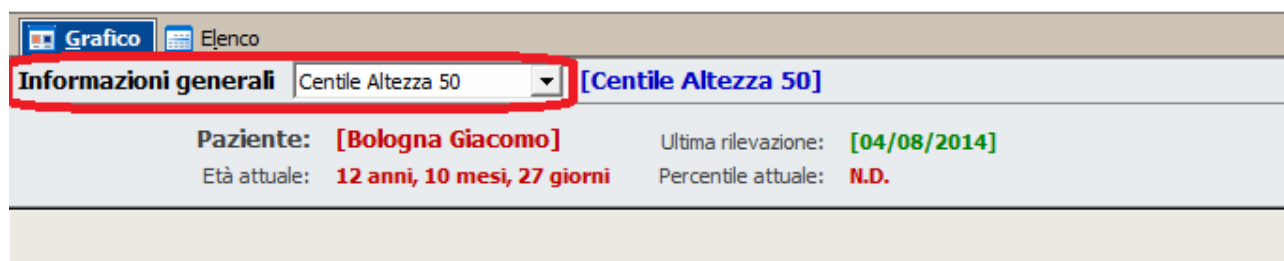 Grafico Elenco
Informazioni generali Centile Altezza 50 [Centile Altezza 50]
Paziente: [Bologna Giacomo] Ultima rilevazione: [04/08/2014]
Età attuale: 12 anni, 10 mesi, 27 giorni Percentile attuale: N.D.